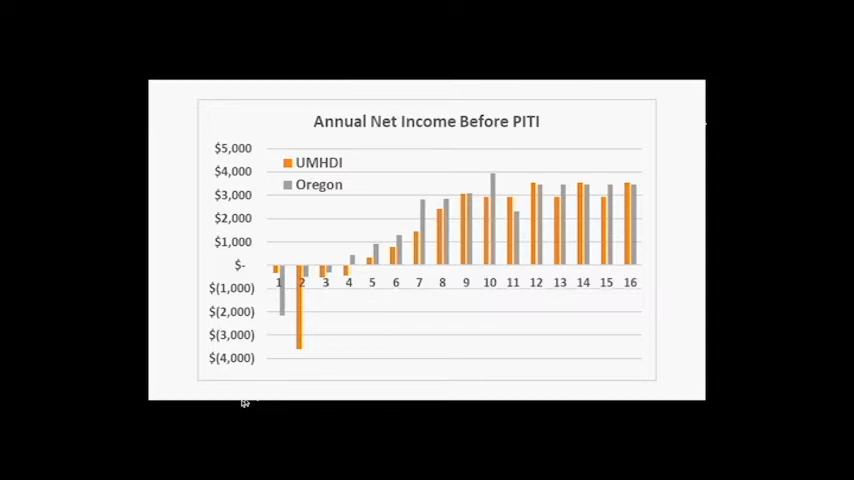 Annual Net Income Before PITI
$5,000
$4,000
$3,000
$2,000
$1,000
$-
$(1,000)
$(2,000)
$(3,000)
$(4,000)
UMHDI
Oregon
1 2 3 4 5 6 7 8 9 10 11 12 13 14 15 16